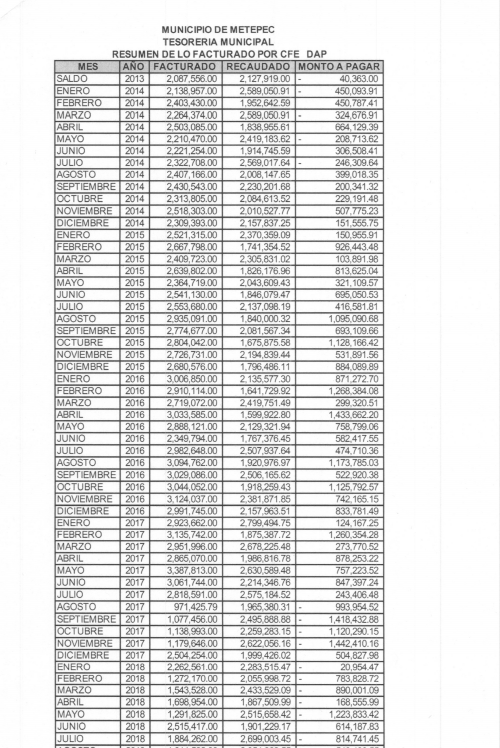 MUNICIPIO DE METEPEC
TESORERIA MUNICIPAL
RESUMEN DE LO FACTURADO POR CFE DAP
MES AÑO FACTURADO RECAUDADO MONTO A PAGAR
SALDO 2013 2,087,556.00 2,127,919.00 - 40,363.00
ENERO 2014 2,138,957.00 2,589,050.91 - 450,093.91
FEBRERO 2014 2,403,430.00 1,952,642.59 450,787.41
MARZO 2014 2,264,374.00 2,589,050.91 - 324,676.91
ABRIL 2014 2,503,085.00 1,838,955.61 664,129.39
MAYO 2014 2,210,470.00 2,419,183.62 - 208,713.62
JUNIO 2014 2,221,254.00 1,914,745.59 306,508.41
JULIO 2014 2,322,708.00 2,569,017.64 - 246,309.64
AGOSTO 2014 2,407,166.00 2,008,147.65 399,018.35
SEPTIEMBRE 2014 2,430,543.00 2,230,201.68 200,341.32
OCTUBRE 2014 2,313,805.00 2,084,613.52 229,191.48
NOVIEMBRE 2014 2,518,303.00 2,010,527.77 507,775.23
DICIEMBRE 2014 2,309,393.00 2,157,837.25 151,555.75
ENERO 2015 2,521,315.00 2,370,359.09 150,955.91
FEBRERO 2015 2,667,798.00 1,741,354.52 926,443.48
MARZO 2015 2,409,723.00 2,305,831.02 103,891.98
ABRIL 2015 2,639,802.00 1,826,176.96 813,625.04
MAYO 2015 2,364,719.00 2,043,609.43 321,109.57
JUNIO 2015 2,541,130.00 1,846,079.47 695,050.53
JULIO 2015 2,553,680.00 2,137,098.19 416,581.81
AGOSTO 2015 2,935,091.00 1,840,000.32 1,095,090.68
SEPTIEMBRE 2015 2,774,677.00 2,081,567.34 693,109.66
OCTUBRE 2015 2,804,042.00 1,675,875.58 1,128,166.42
NOVIEMBRE 2015 2,726,731.00 2,194,839.44 531,891.56
DICIEMBRE 2015 2,680,576.00 1,796,486.11 884,089.89
ENERO 2016 3,006,850.00 2,135,577.30 871,272.70
FEBRERO 2016 2,910,114.00 1,641,729.92 1,268,384.08
MARZO 2016 2,719,072.00 2,419,751.49 299,320.51
ABRIL 2016 3,033,585.00 1,599,922.80 1,433,662.20
MAYO 2016 2,888,121.00 2,129,321.94 758,799.06
JUNIO 2016 2,349,794.00 1,767,376.45 582,417.55
JULIO 2016 2,982,648.00 2,507,937.64 474,710.36
AGOSTO 2016 3,094,762.00 1,920,976.97 1,173,785.03
SEPTIEMBRE 2016 3,029,086.00 2,506,165.62 522,920.38
OCTUBRE 2016 3,044,052.00 1,918,259.43 1,125,792.57
NOVIEMBRE 2016 3,124,037.00 2,381,871.85 742,165.15
DICIEMBRE 2016 2,991,745.00 2,157,963.51 833,781.49
ENERO 2017 2,923,662.00 2,799,494.75 124,167.25
FEBRERO 2017 3,135,742.00 1,875,387.72 1,260,354.28
MARZO 2017 2,951,996.00 2,678,225.48 273,770.52
ABRIL 2017 2,865,070.00 1,986,816.78 878,253.22
MAYO 2017 3,387,813.00 2,630,589.48 757,223.52
JUNIO 2017 3,061,744.00 2,214,346.76 847,397.24
JULIO 2017 2,818,591.00 2,575,184.52 243,406.48
AGOSTO 2017 971,425.79 1,965,380.31 - 993,954.52
SEPTIEMBRE 2017 1,077,456.00 2,495,888.88 - 1,418,432.88
OCTUBRE 2017 1,138,993.00 2,259,283.15 - 1,120,290.15
NOVIEMBRE 2017 1,179,646.00 2,622,056.16 - 1,442,410.16
DICIEMBRE 2017 2,504,254.00 1,999,426.02 504,827.98
ENERO 2018 2,262,561.00 2,283,515.47 - 20,954.47
FEBRERO 2018 1,272,170.00 2,055,998.72 - 783,828.72
MARZO 2018 1,543,528.00 2,433,529.09 - 890,001.09
ABRIL 2018 1,698,954.00 1,867,509.99 - 168,555.99
MAYO 2018 1,291,825.00 2,515,658.42 - 1,223,833.42
JUNIO 2018 2,515,417.00 1,901,229.17 614,187.83
JULIO 2018 1,884,262.00 2,699,003.45 - 814,741.45